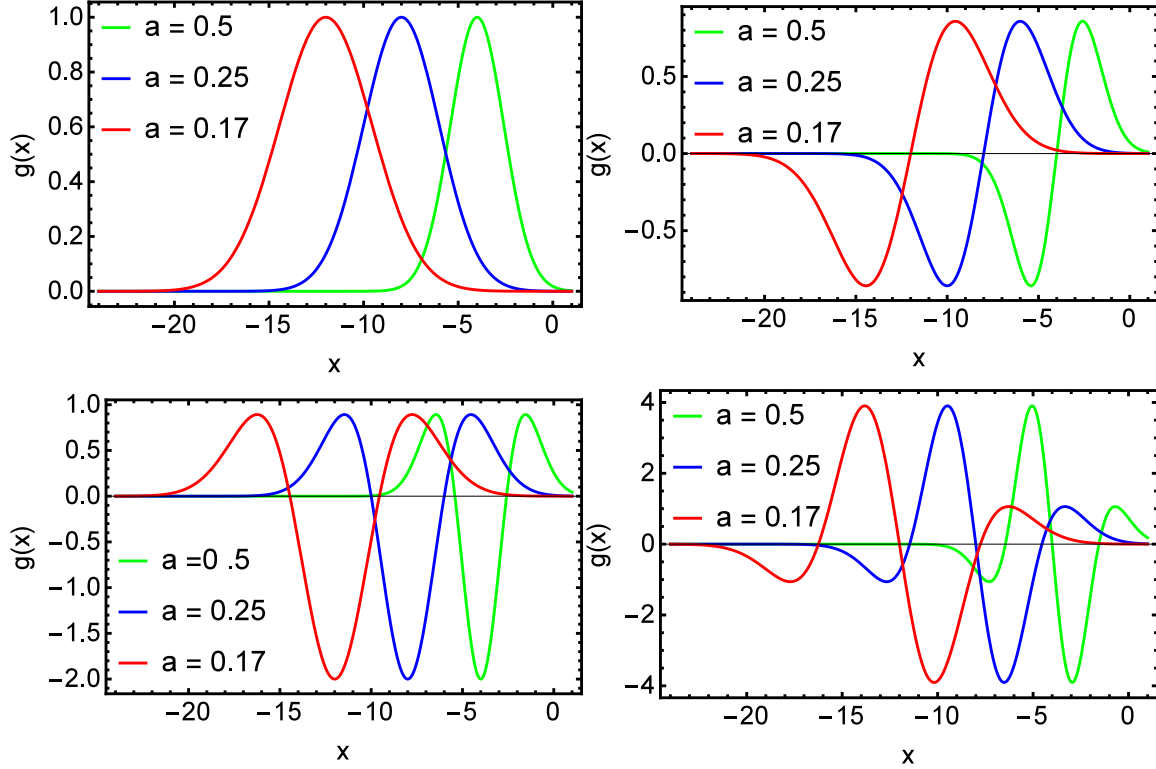 1.0
0.8
0.6
0.4
0.2
0.0
g(x)
a = 0.5
a = 0.25
a = 0.17
−20
−15
−10
−5
0
x
0.5
0.0
−0.5
g(x)
a = 0.5
a = 0.25
a = 0.17
−20
−15
−10
−5
0
x
1.0
0.5
0.0
−0.5
−1.0
−1.5
−2.0
g(x)
a =0 .5
a = 0.25
a = 0.17
−20
−15
−10
−5
0
x
4
2
0
−2
−4
g(x)
a = 0.5
a = 0.25
a = 0.17
−20
−15
−10
−5
0
x